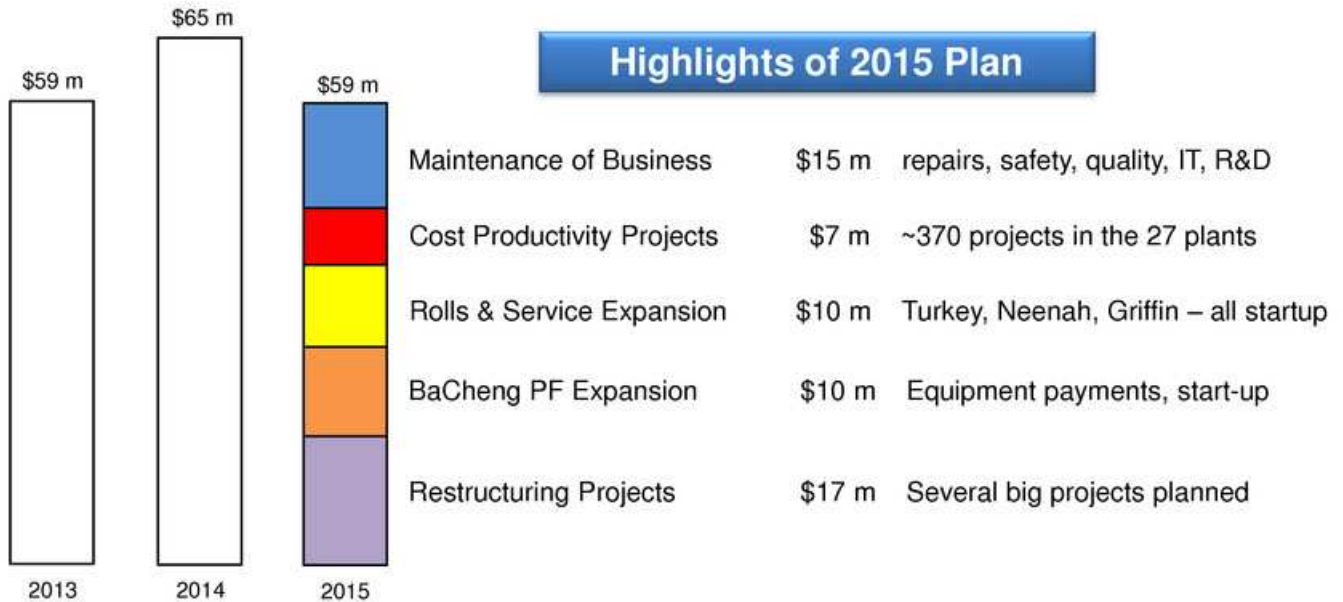 $65 m
Highlights of 2015 Plan
$59 m
$59 m
Maintenance of Business $15 m repairs, safety, quality, IT, R&D
Cost Productivity Projects $7 m ~370 projects in the 27 plants
Rolls & Service Expansion $10 m Turkey, Neenah, Griffin – all startup
BaCheng PF Expansion $10 m Equipment payments, start-up
Restructuring Projects $17 m Several big projects planned
2013 2014 2015